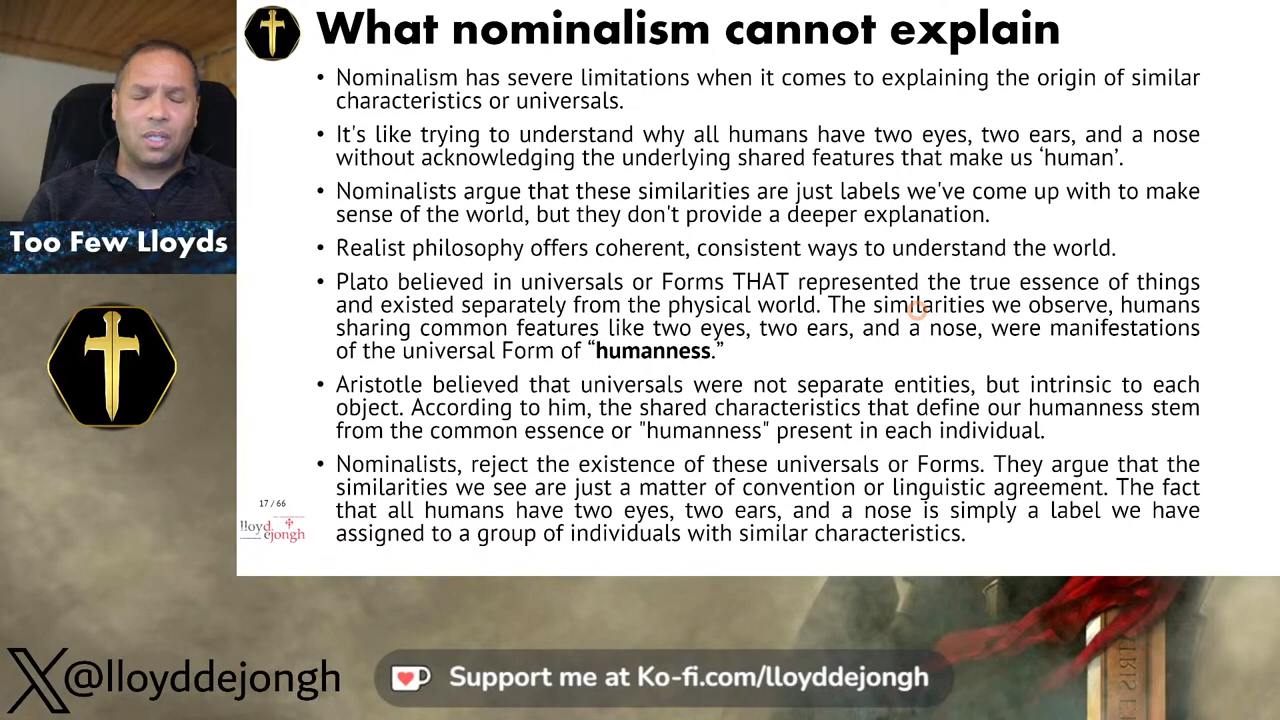 What nominalism cannot explain
• Nominalism has severe limitations when it comes to explaining the origin of similar
characteristics or universals.
• It's like trying to understand why all humans have two eyes, two ears, and a nose
without acknowledging the underlying shared features that make us ‘human’.
• Nominalists argue that these similarities are just labels we've come up with to make
sense of the world, but they don't provide a deeper explanation.
• Realist philosophy offers coherent, consistent ways to understand the world.
• Plato believed in universals or Forms THAT represented the true essence of things
and existed separately from the physical world. The similarities we observe, humans
sharing common features like two eyes, two ears, and a nose, were manifestations
of the universal Form of “humanness.”
• Aristotle believed that universals were not separate entities, but intrinsic to each
object. According to him, the shared characteristics that define our humanness stem
from the common essence or "humanness" present in each individual.
• Nominalists, reject the existence of these universals or Forms. They argue that the
similarities we see are just a matter of convention or linguistic agreement. The fact
that all humans have two eyes, two ears, and a nose is simply a label we have
assigned to a group of individuals with similar characteristics.
17 / 66
lloyd
dejongh
Too Few Lloyds
X@lloyddejongh
Support me at Ko-fi.com/lloyddejongh